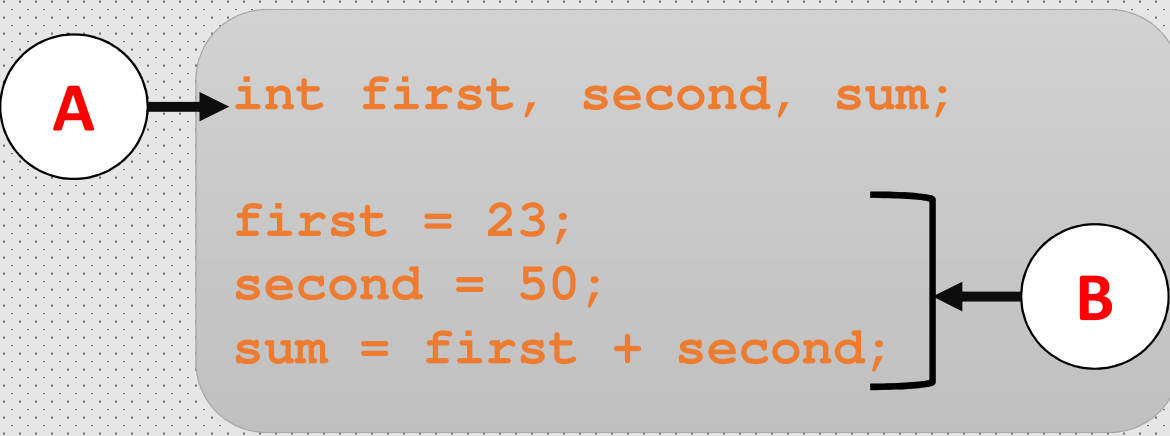 A
int first, second, sum;
first = 23;
second = 50;
sum = first + second;
B